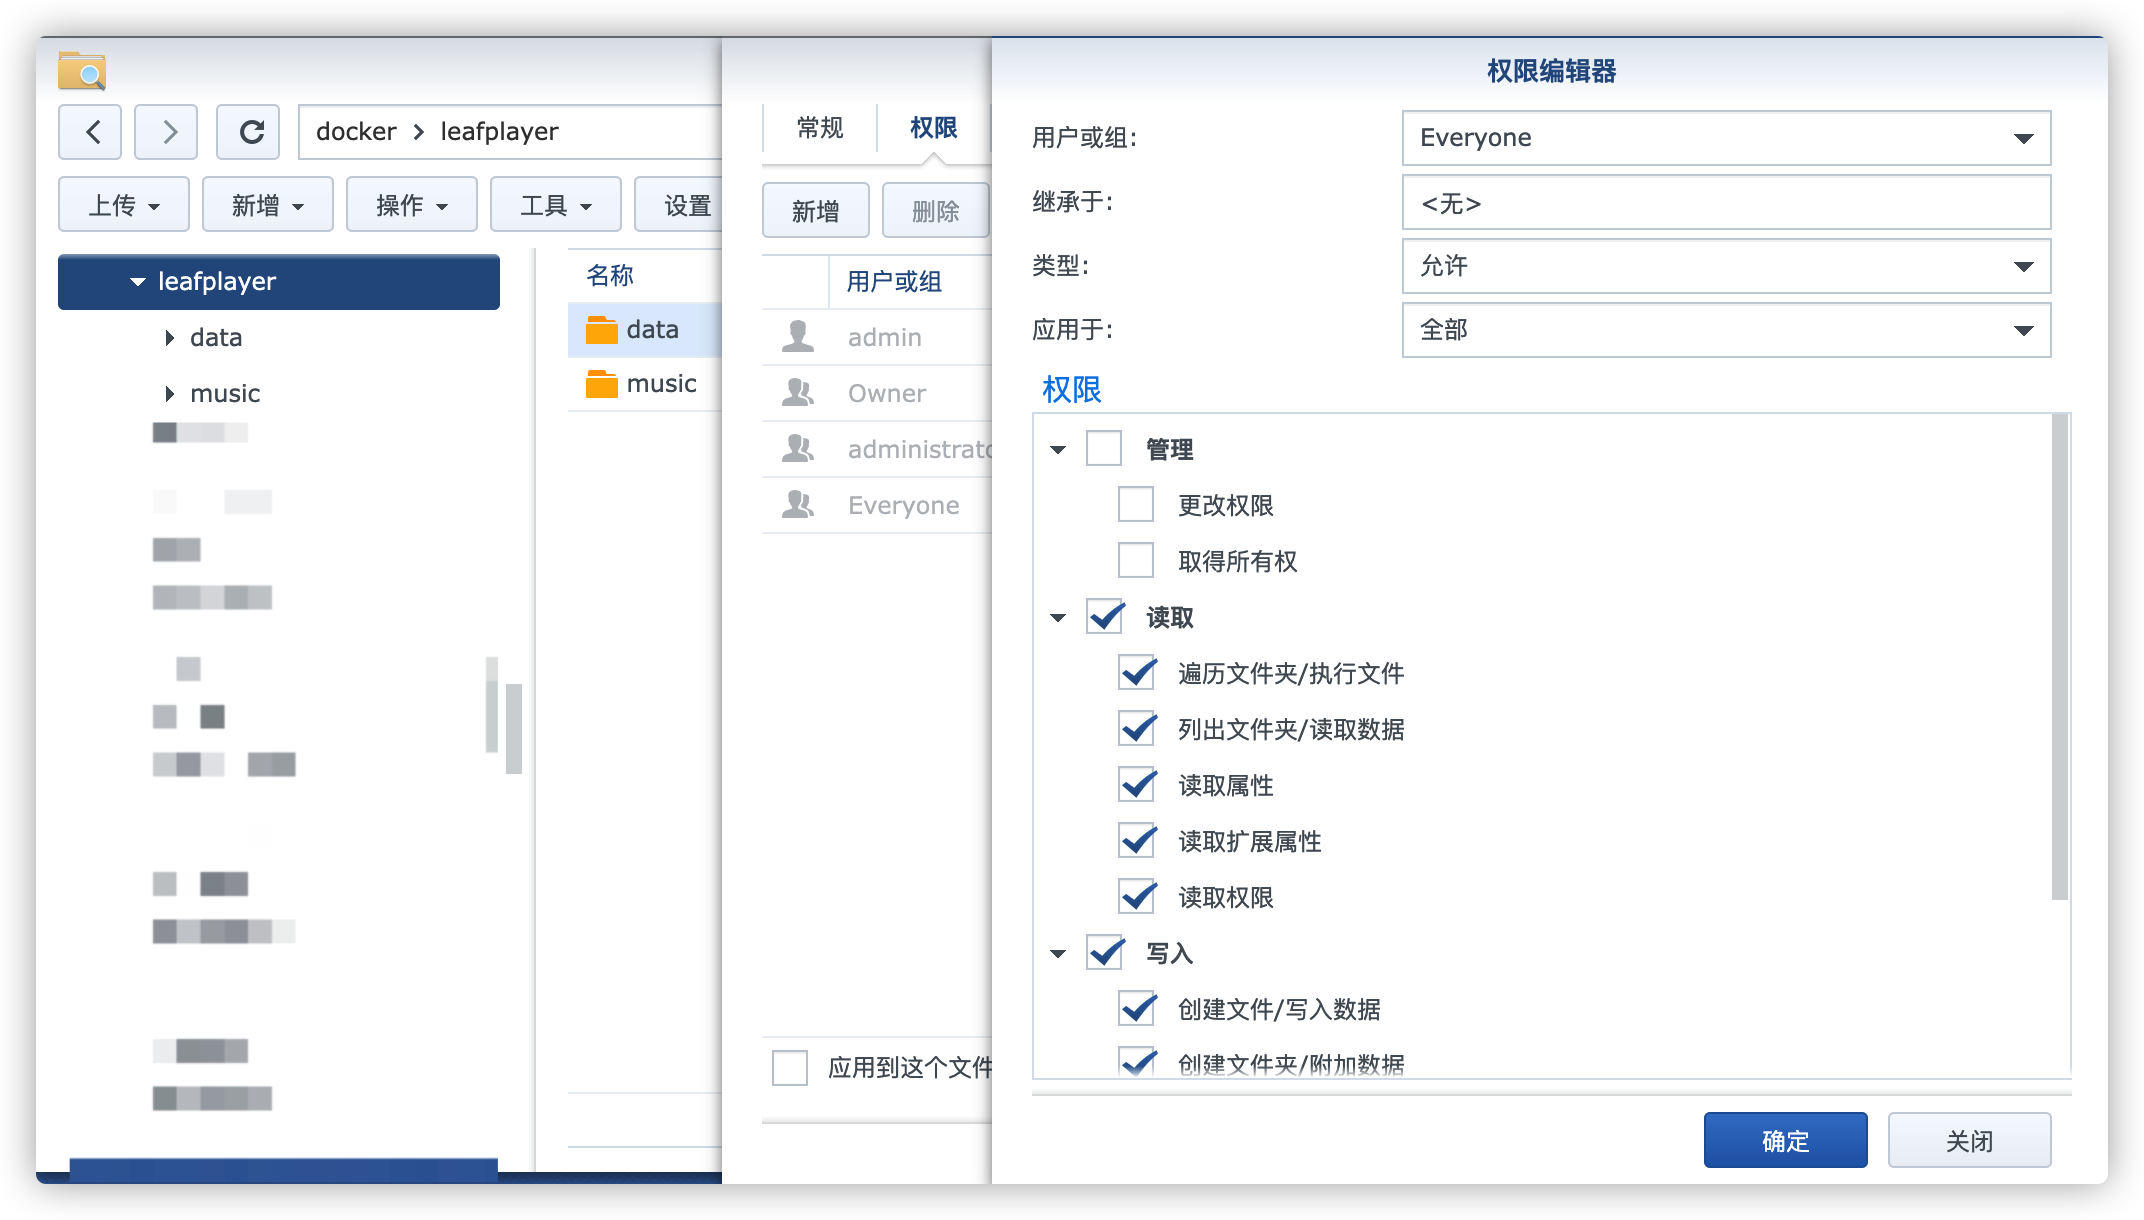 docker > leafplayer
上传
新增
操作
工具
设置
leafplayer
data
music
名称
data
music
常规
权限
新增
删除
用户或组
admin
Owner
Everyone
应用到这个文件
权限编辑器
用户或组: Everyone
继承于: <无>
类型: 允许
应用于: 全部
权限
管理
更改权限
取得所有权
读取
遍历文件夹/执行文件
列出文件夹/读取数据
读取属性
读取扩展属性
读取权限
写入
创建文件/写入数据
创建文件夹/附加数据
确定
关闭